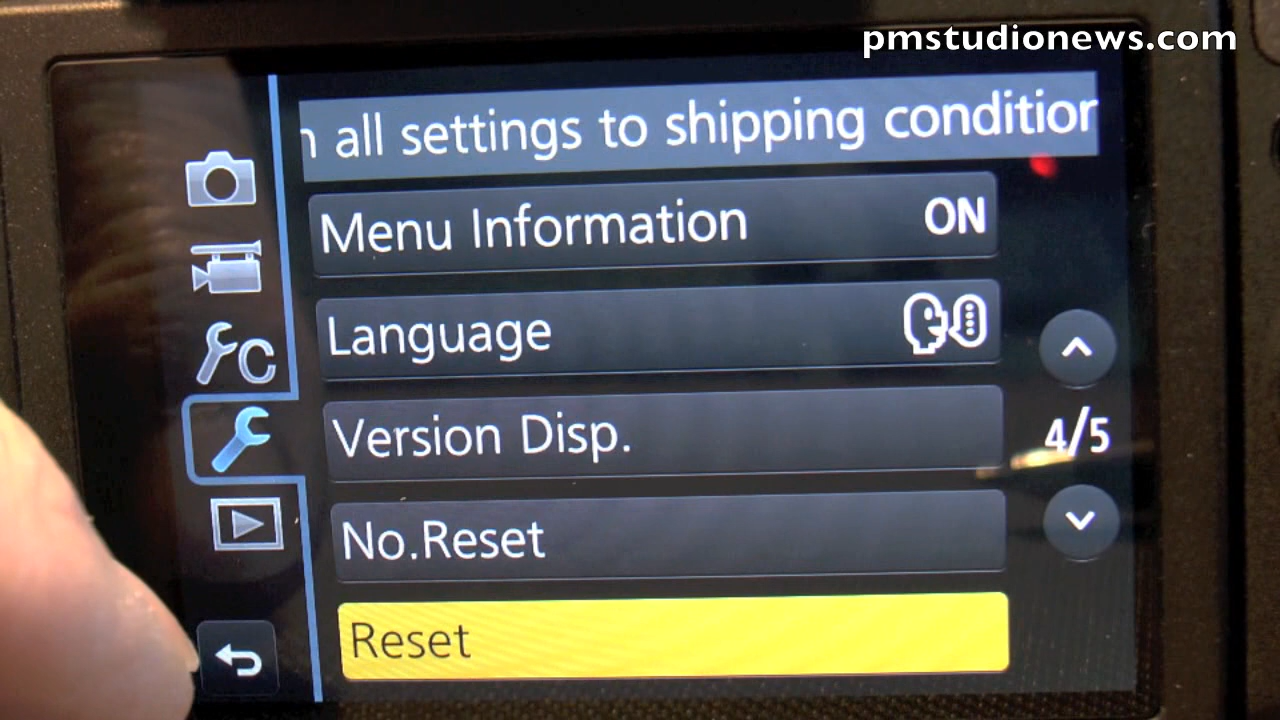 pmstudionews.com
all settings to shipping condition
Menu Information ON
Language
Version Disp.
4/5
No.Reset
Reset
C